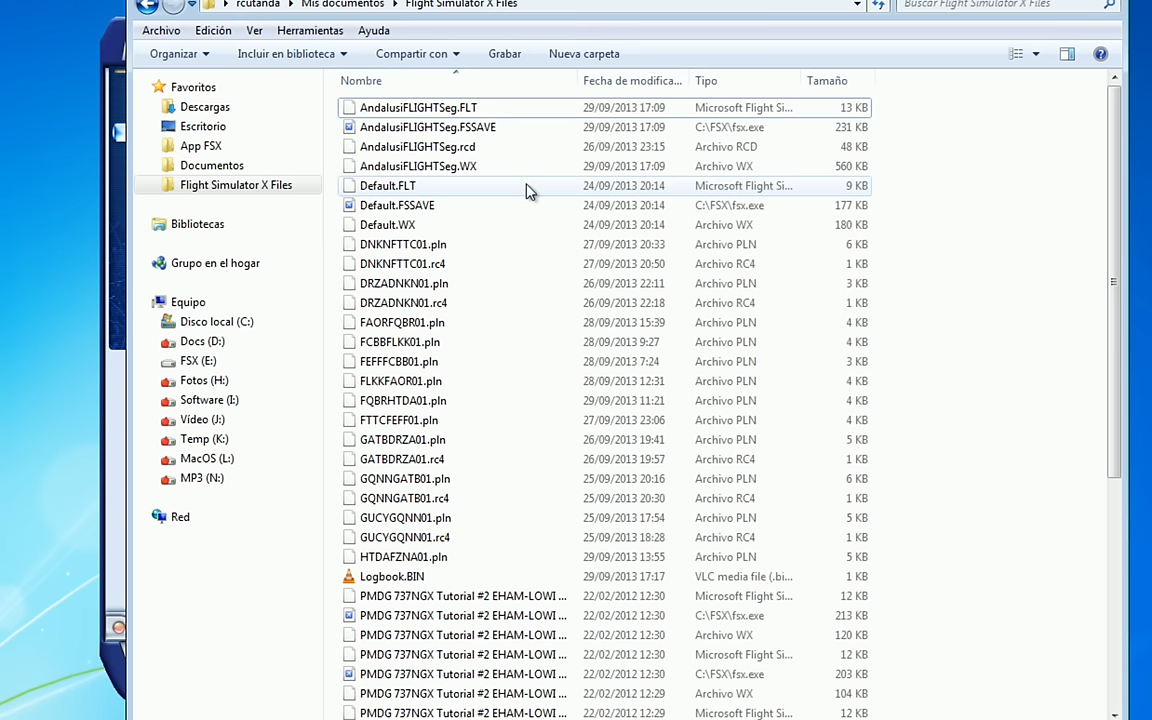 rcutanda Mis documentos Flight Simulator X Files Buscar Flight Simulator X Files
Archivo Edición Ver Herramientas Ayuda
Organizar Incluir en biblioteca Compartir con Grabar Nueva carpeta
Favoritos
Descargas
Escritorio
App FSX
Documentos
Flight Simulator X Files
Bibliotecas
Grupo en el hogar
Equipo
Disco local (C:)
Docs (D:)
FSX (E:)
Fotos (H:)
Software (I:)
Vídeo (J:)
Temp (K:)
MacOS (L:)
MP3 (N:)
Red
Nombre Fecha de modifica... Tipo Tamaño
AndalusiFLIGHTSeg.FLT 29/09/2013 17:09 Microsoft Flight Si... 13 KB
AndalusiFLIGHTSeg.FSSAVE 29/09/2013 17:09 C:\FSX\fsx.exe 231 KB
AndalusiFLIGHTSeg.rcd 26/09/2013 23:15 Archivo RCD 48 KB
AndalusiFLIGHTSeg.WX 29/09/2013 17:09 Archivo WX 560 KB
Default.FLT 24/09/2013 20:14 Microsoft Flight Si... 9 KB
Default.FSSAVE 24/09/2013 20:14 C:\FSX\fsx.exe 177 KB
Default.WX 24/09/2013 20:14 Archivo WX 180 KB
DNKNFTTC01.pln 27/09/2013 20:33 Archivo PLN 6 KB
DNKNFTTC01.rc4 27/09/2013 20:50 Archivo RC4 1 KB
DRZADNKN01.pln 26/09/2013 22:11 Archivo PLN 3 KB
DRZADNKN01.rc4 26/09/2013 22:18 Archivo RC4 1 KB
FAORFQBR01.pln 28/09/2013 15:39 Archivo PLN 4 KB
FCBBFLKK01.pln 28/09/2013 9:27 Archivo PLN 4 KB
FEFFFCBB01.pln 28/09/2013 7:24 Archivo PLN 3 KB
FLKKFAOR01.pln 28/09/2013 12:31 Archivo PLN 4 KB
FQBRHTDA01.pln 29/09/2013 11:21 Archivo PLN 4 KB
FTTCFEFF01.pln 27/09/2013 23:06 Archivo PLN 4 KB
GATBDRZA01.pln 26/09/2013 19:41 Archivo PLN 5 KB
GATBDRZA01.rc4 26/09/2013 19:57 Archivo RC4 1 KB
GQNNGATB01.pln 25/09/2013 20:16 Archivo PLN 6 KB
GQNNGATB01.rc4 25/09/2013 20:30 Archivo RC4 1 KB
GUCYGQNN01.pln 25/09/2013 17:54 Archivo PLN 5 KB
GUCYGQNN01.rc4 25/09/2013 18:28 Archivo RC4 1 KB
HTDAFZNA01.pln 29/09/2013 13:55 Archivo PLN 5 KB
Logbook.BIN 29/09/2013 17:17 VLC media file (.bi... 1 KB
PMDG 737NGX Tutorial #2 EHAM-LOWI ... 22/02/2012 12:30 Microsoft Flight Si... 12 KB
PMDG 737NGX Tutorial #2 EHAM-LOWI ... 22/02/2012 12:30 C:\FSX\fsx.exe 213 KB
PMDG 737NGX Tutorial #2 EHAM-LOWI ... 22/02/2012 12:30 Archivo WX 120 KB
PMDG 737NGX Tutorial #2 EHAM-LOWI ... 22/02/2012 12:30 Microsoft Flight Si... 12 KB
PMDG 737NGX Tutorial #2 EHAM-LOWI ... 22/02/2012 12:30 C:\FSX\fsx.exe 203 KB
PMDG 737NGX Tutorial #2 EHAM-LOWI ... 22/02/2012 12:29 Archivo WX 104 KB
PMDG 737NGX Tutorial #2 EHAM-LOWI ... 22/02/2012 12:29 Microsoft Flight Si... 12 KB